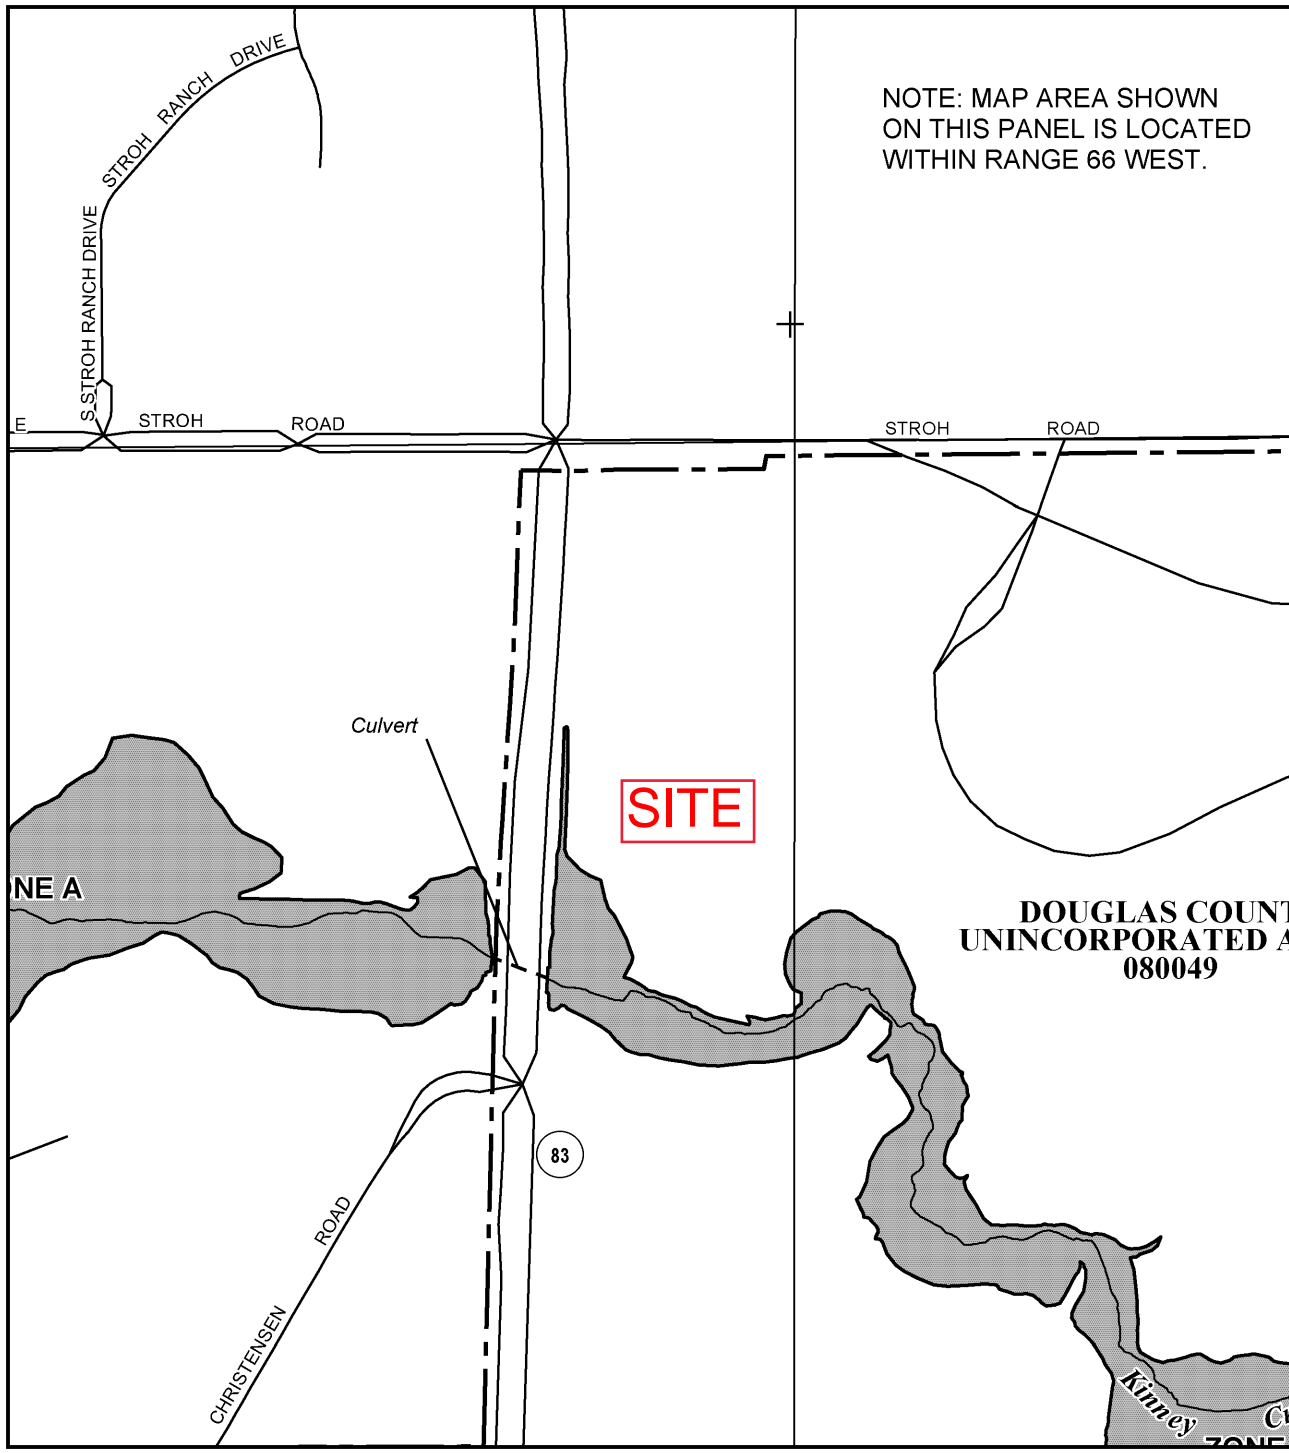 STROH RANCH DRIVE
NOTE: MAP AREA SHOWN
ON THIS PANEL IS LOCATED
WITHIN RANGE 66 WEST.
S STROH RANCH DRIVE
E
STROH
ROAD
STROH
ROAD
Culvert
SITE
NE A
DOUGLAS COUNT
UNINCORPORATED A
080049
83
CHRISTENSEN ROAD
Kinney
C
ZONE